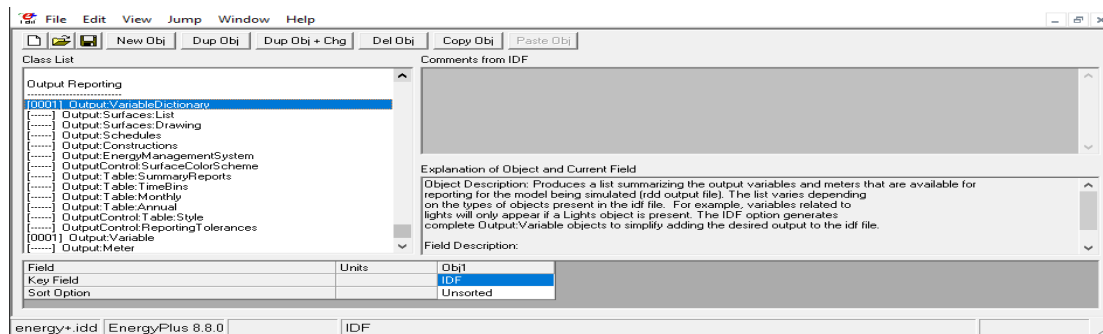 File Edit View Jump Window Help
New Obj Dup Obj Dup Obj + Chg Del Obj Copy Obj Paste Obj
Class List
Output Reporting
-------------------------
[0001] Output:VariableDictionary
[------] Output:Surfaces:List
[------] Output:Surfaces:Drawing
[------] Output:Schedules
[------] Output:Constructions
[------] Output:EnergyManagementSystem
[------] OutputControl:SurfaceColorScheme
[------] Output:Table:SummaryReports
[------] Output:Table:TimeBins
[------] Output:Table:Monthly
[------] Output:Table:Annual
[------] OutputControl:Table:Style
[------] OutputControl:ReportingTolerances
[0001] Output:Variable
[------] Output:Meter
Comments from IDF
Explanation of Object and Current Field
Object Description: Produces a list summarizing the output variables and meters that are available for
reporting for the model being simulated (rdd output file). The list varies depending
on the types of objects present in the idf file. For example, variables related to
lights will only appear if a Lights object is present. The IDF option generates
complete Output:Variable objects to simplify adding the desired output to the idf file.
Field Description:
Field Units Obj1
Key Field IDF
Sort Option Unsorted
energy+.idd EnergyPlus 8.8.0 IDF